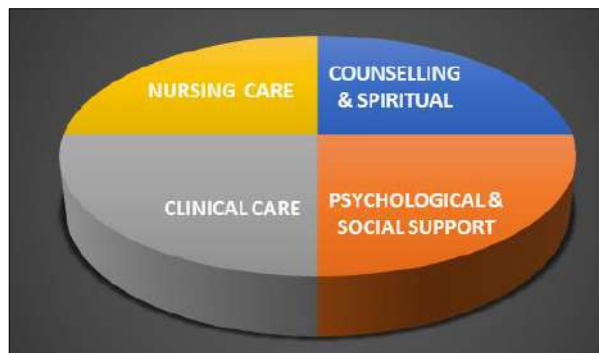 NURSING CARE
COUNSELLING
& SPIRITUAL
CLINICAL CARE
PSYCHOLOGICAL &
SOCIAL SUPPORT